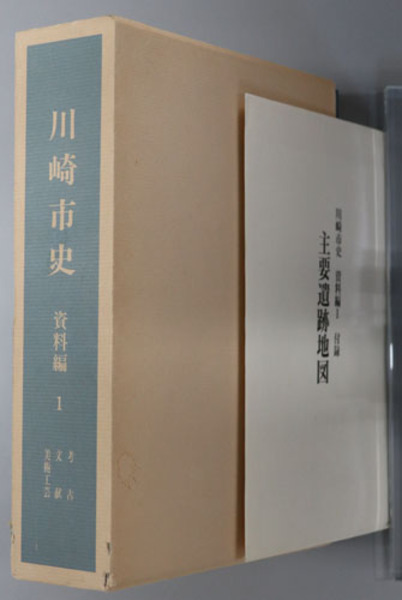 川崎市史
資料編
1
考古
文献
美術工芸
川崎市史 資料編1 付録
主要遺跡地図